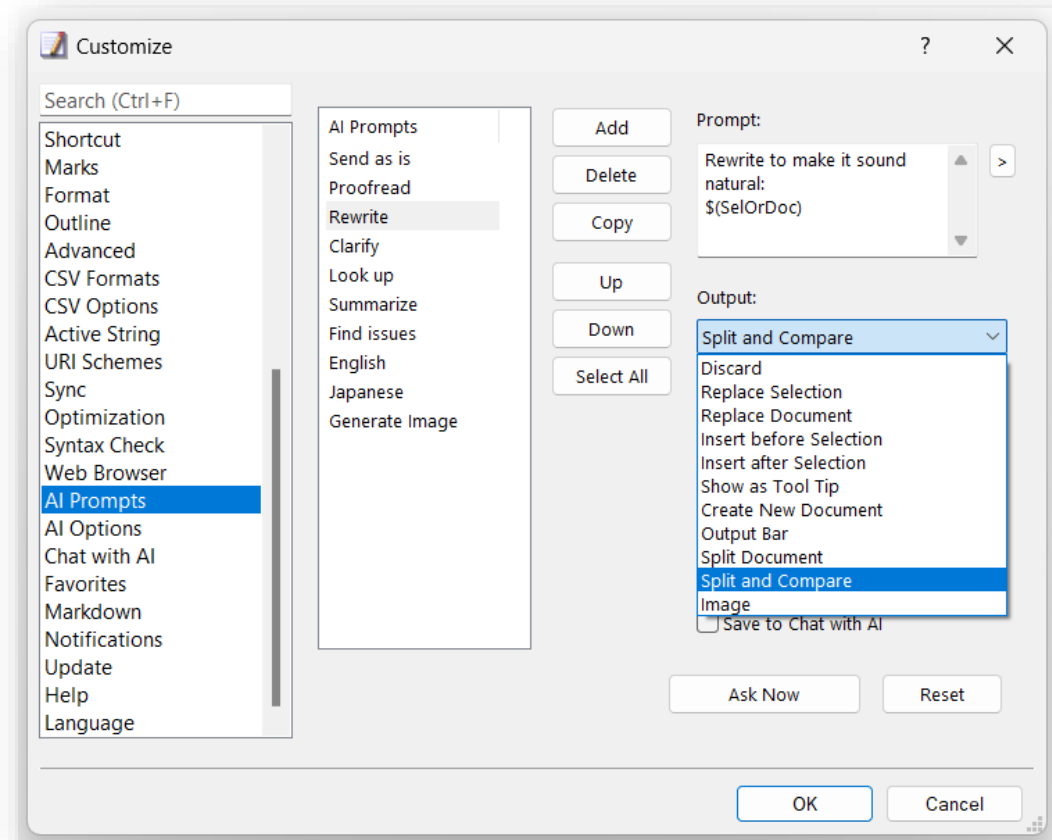 Customize
?
Search (Ctrl+F)
Shortcut
Marks
Format
Outline
Advanced
CSV Formats
CSV Options
Active String
URI Schemes
Sync
Optimization
Syntax Check
Web Browser
AI Prompts
AI Options
Chat with AI
Favorites
Markdown
Notifications
Update
Help
Language
AI Prompts
Send as is
Proofread
Rewrite
Clarify
Look up
Summarize
Find issues
English
Japanese
Generate Image
Add
Delete
Copy
Up
Down
Select All
Prompt:
Rewrite to make it sound
natural:
$(SelOrDoc)
>
Output:
Split and Compare
Discard
Replace Selection
Replace Document
Insert before Selection
Insert after Selection
Show as Tool Tip
Create New Document
Output Bar
Split Document
Split and Compare
Image
Save to Chat with AI
Ask Now
Reset
OK
Cancel